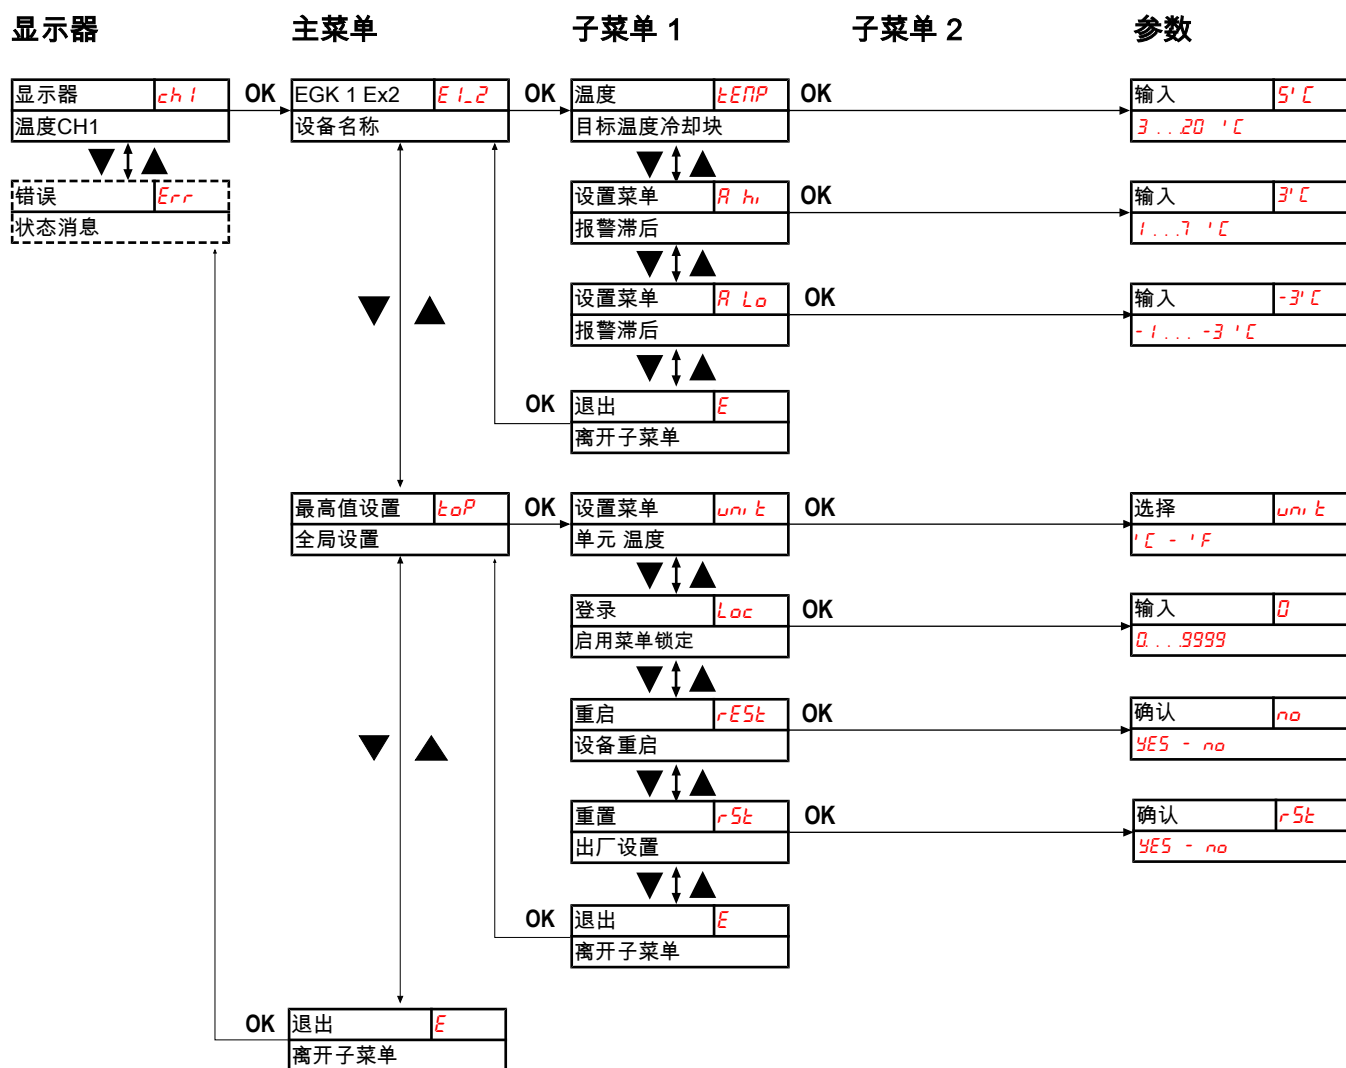 显示器 主菜单 子菜单 1 子菜单 2 参数
显示器 ch1 OK EGK 1 Ex2 E1_2 OK 温度 tEMP OK 输入 5°C
温度CH1 设备名称 目标温度冷却块 3...20 °C
错误 Err 设置菜单 A hi OK 输入 3°C
状态消息 报警滞后 1...7 °C
设置菜单 A Lo OK 输入 -3°C
报警滞后 -1... -3 °C
OK 退出 E
离开子菜单
最高值设置 toP OK 设置菜单 unit OK 选择 unit
全局设置 单元 温度 °C - °F
登录 Loc OK 输入 0
启用菜单锁定 0....9999
重启 rESt OK 确认 no
设备重启 YES - no
重置 rSt OK 确认 rSt
出厂设置 YES - no
OK 退出 E
离开子菜单
OK 退出 E
离开子菜单